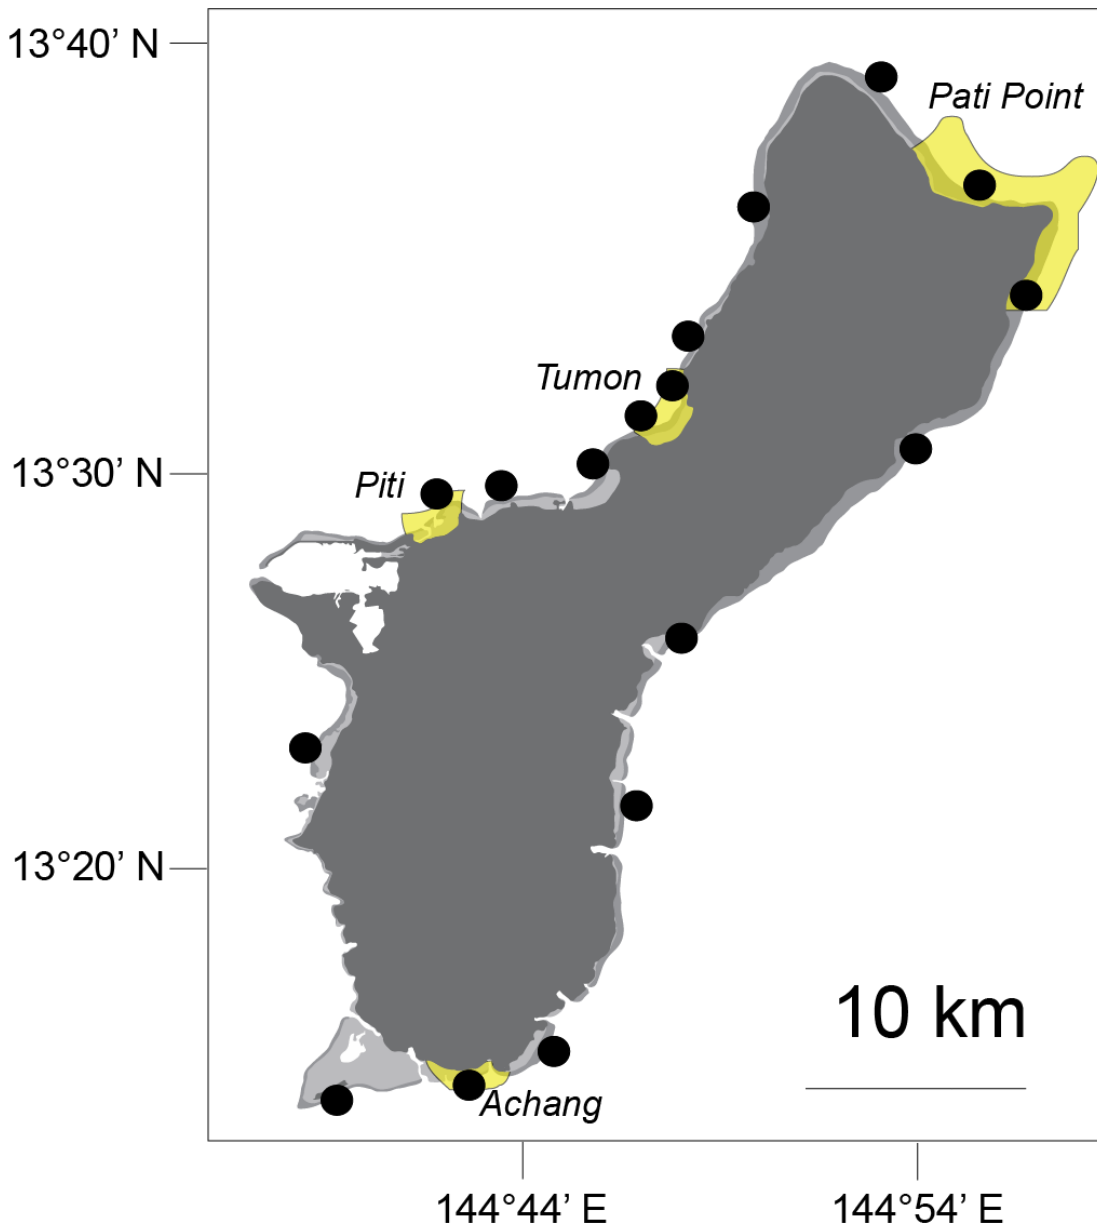 13°40’ N
Pati Point
Tumon
13°30’ N
Piti
13°20’ N
10 km
Achang
144°44’ E
144°54’ E